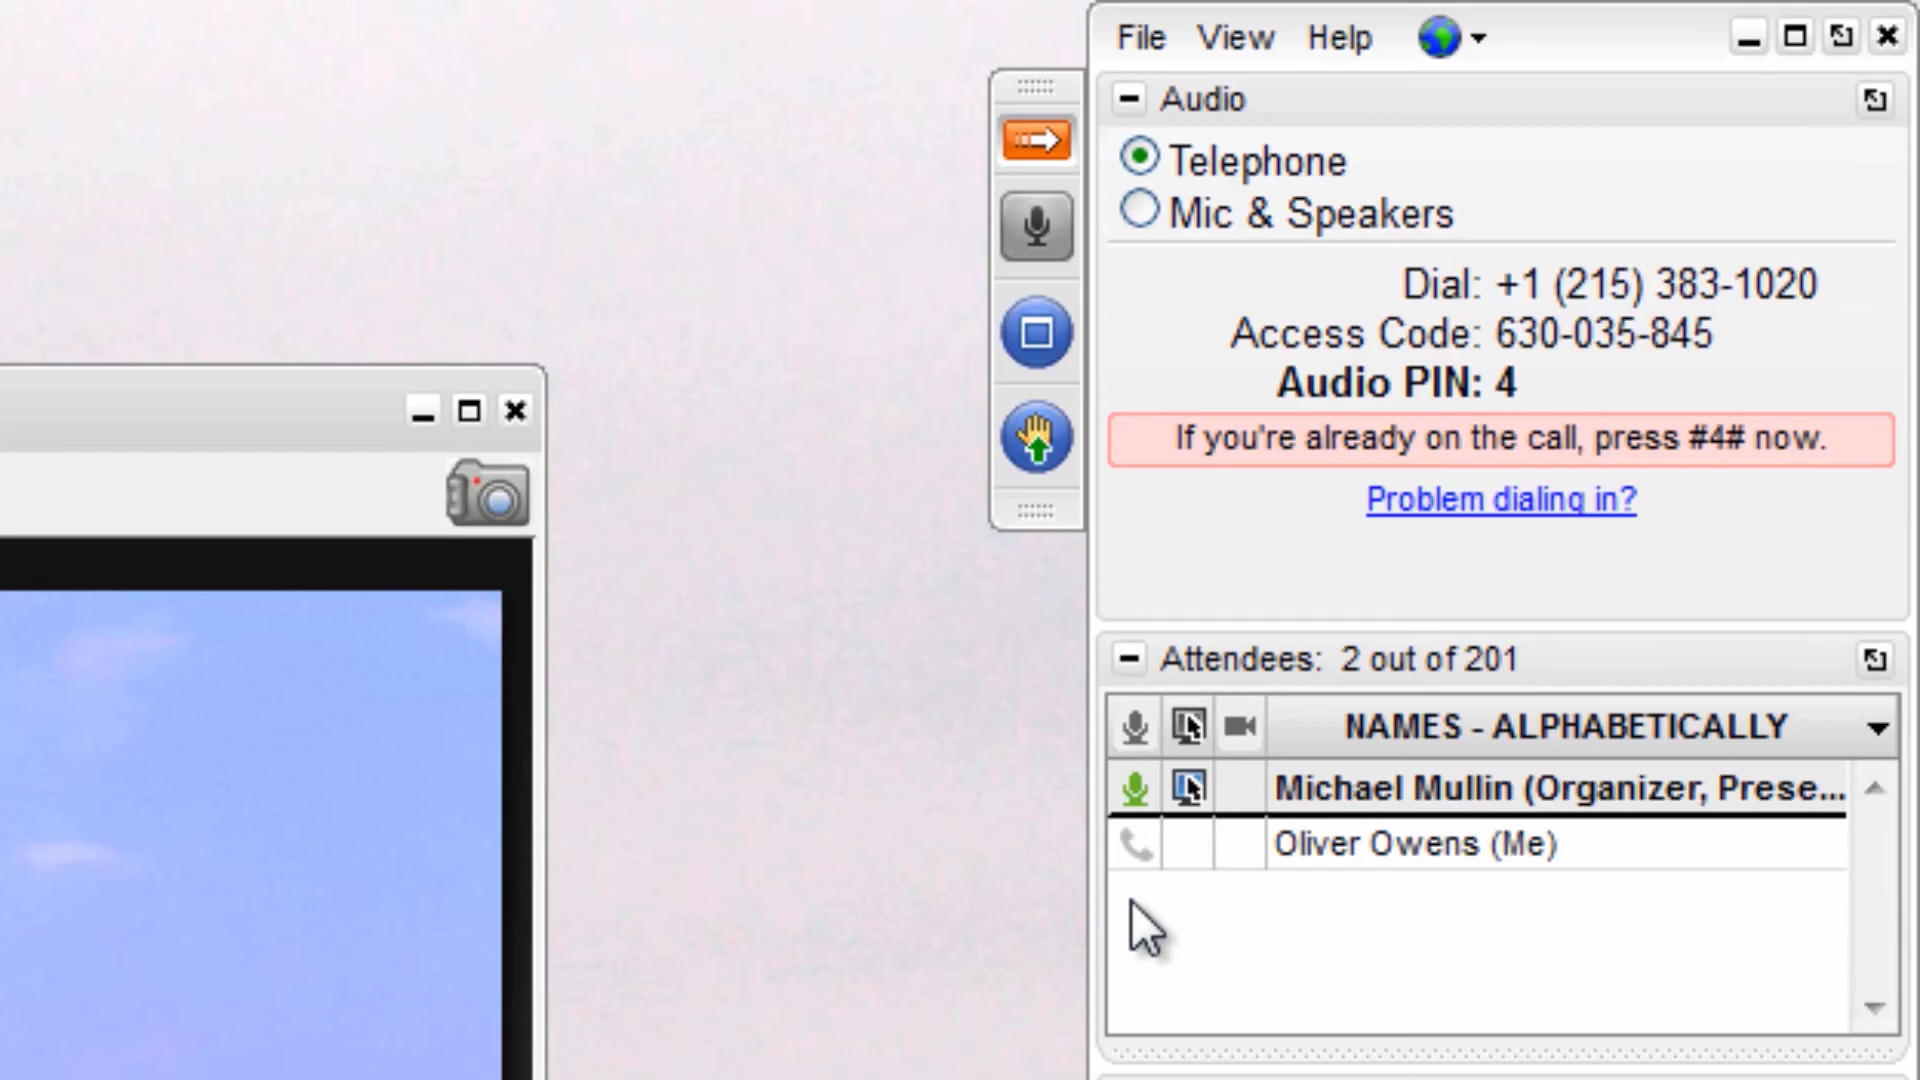 File View Help
Audio
Telephone
Mic & Speakers
Dial: +1 (215) 383-1020
Access Code: 630-035-845
Audio PIN: 4
If you're already on the call, press #4# now.
Problem dialing in?
Attendees: 2 out of 201
NAMES - ALPHABETICALLY
Michael Mullin (Organizer, Prese...
Oliver Owens (Me)